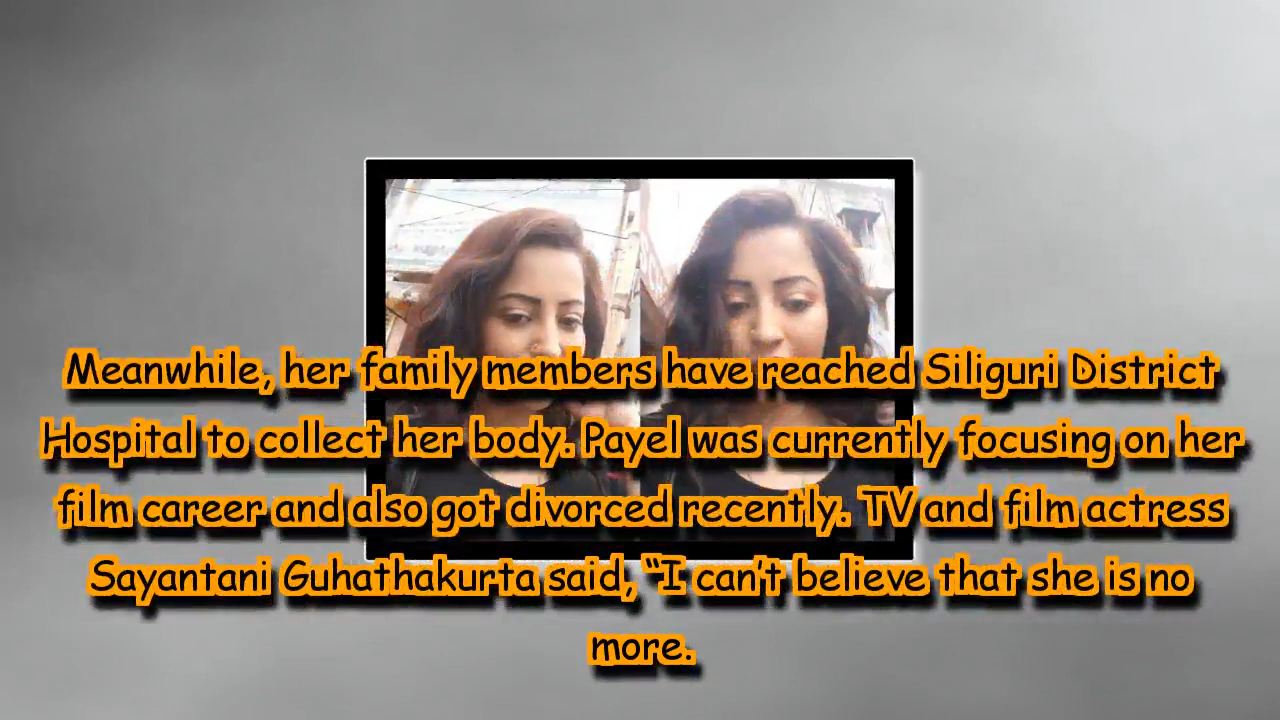 Meanwhile, her family members have reached Siliguri District
Hospital to collect her body. Payel was currently focusing on her
film career and also got divorced recently. TV and film actress
Sayantani Guhathakurta said, “I can’t believe that she is no
more.